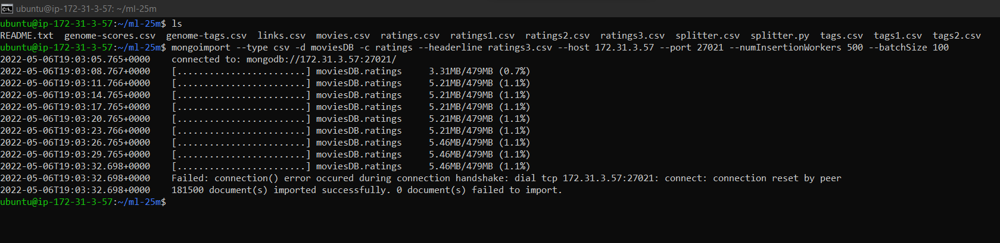 ubuntu@ip-172-31-3-57: ~/ml-25m
ubuntu@ip-172-31-3-57:~/ml-25m$ ls
README.txt genome-scores.csv genome-tags.csv links.csv movies.csv ratings.csv ratings1.csv ratings2.csv ratings3.csv splitter.csv splitter.py tags.csv tags1.csv tags2.csv
ubuntu@ip-172-31-3-57:~/ml-25m$ mongoimport --type csv -d moviesDB -c ratings --headerline ratings3.csv --host 172.31.3.57 --port 27021 --numInsertionWorkers 500 --batchSize 100
2022-05-06T19:03:05.765+0000 connected to: mongodb://172.31.3.57:27021/
2022-05-06T19:03:08.767+0000 [........................] moviesDB.ratings 3.31MB/479MB (0.7%)
2022-05-06T19:03:11.766+0000 [........................] moviesDB.ratings 5.21MB/479MB (1.1%)
2022-05-06T19:03:14.765+0000 [........................] moviesDB.ratings 5.21MB/479MB (1.1%)
2022-05-06T19:03:17.765+0000 [........................] moviesDB.ratings 5.21MB/479MB (1.1%)
2022-05-06T19:03:20.765+0000 [........................] moviesDB.ratings 5.21MB/479MB (1.1%)
2022-05-06T19:03:23.766+0000 [........................] moviesDB.ratings 5.21MB/479MB (1.1%)
2022-05-06T19:03:26.765+0000 [........................] moviesDB.ratings 5.46MB/479MB (1.1%)
2022-05-06T19:03:29.765+0000 [........................] moviesDB.ratings 5.46MB/479MB (1.1%)
2022-05-06T19:03:32.698+0000 [........................] moviesDB.ratings 5.46MB/479MB (1.1%)
2022-05-06T19:03:32.698+0000 Failed: connection() error occured during connection handshake: dial tcp 172.31.3.57:27021: connect: connection reset by peer
2022-05-06T19:03:32.698+0000 181500 document(s) imported successfully. 0 document(s) failed to import.
ubuntu@ip-172-31-3-57:~/ml-25m$